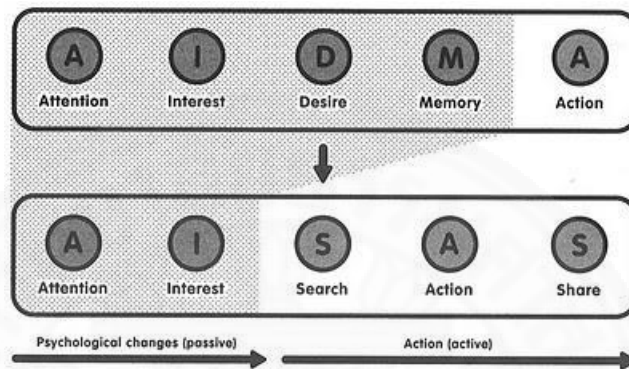 A I D M A
Attention Interest Desire Memory Action
A I S A S
Attention Interest Search Action Share
Psychological changes (passive) Action (active)